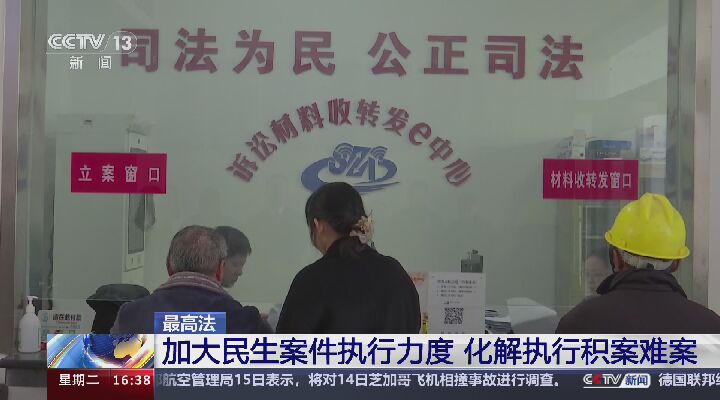 CCTV 13
新闻
司法为民 公正司法
诉讼材料收转发e中心
立案窗口
材料收转发窗口
最高法
加大民生案件执行力度 化解执行积案难案
星期二 16:38
航空管理局15日表示，将对14日芝加哥飞机相撞事故进行调查。 CCTV 新闻 德国联邦